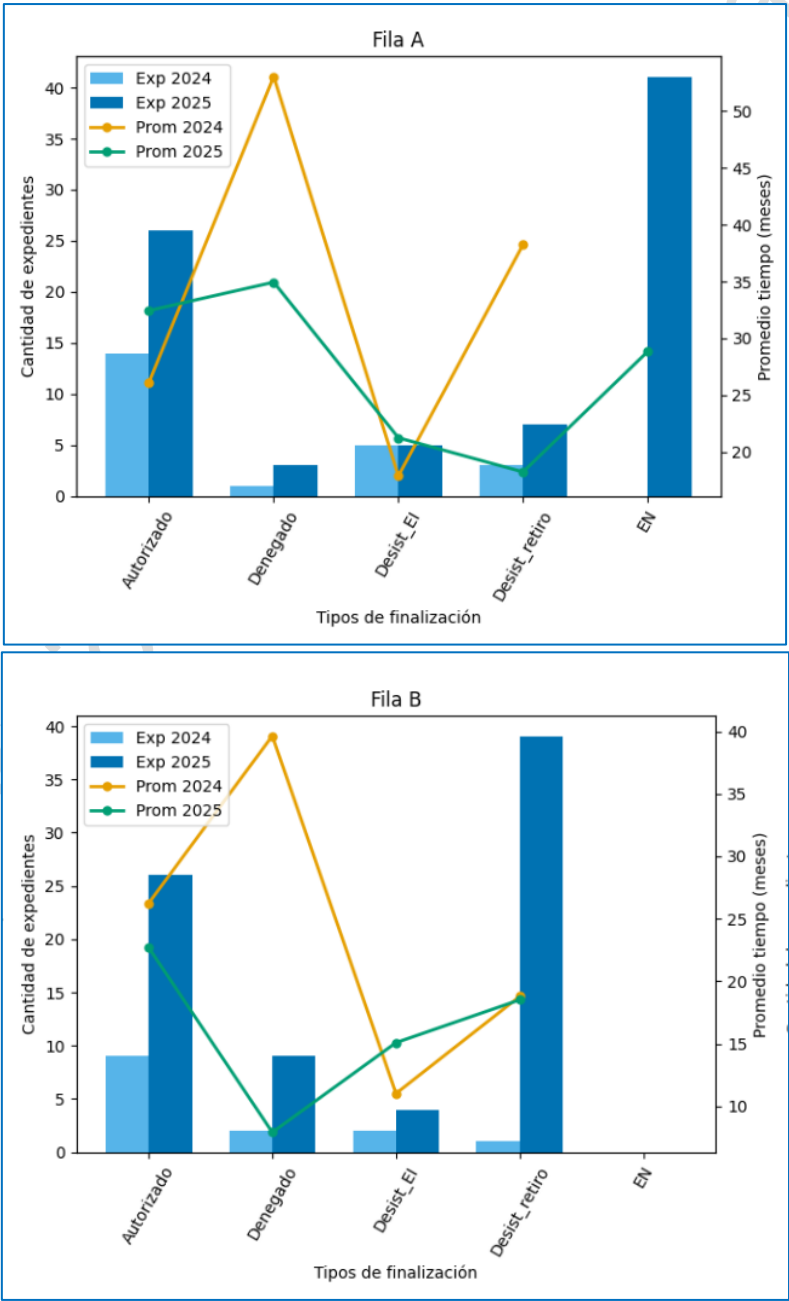 Fila A
Exp 2024
Exp 2025
Prom 2024
Prom 2025
Cantidad de expedientes
40
35
30
25
20
15
10
5
0
50
45
40
35
30
25
20
Promedio tiempo (meses)
Autorizado
Denegado
Desist_EI
Desist_retiro
EN
Tipos de finalización
Fila B
Exp 2024
Exp 2025
Prom 2024
Prom 2025
Cantidad de expedientes
40
35
30
25
20
15
10
5
0
40
35
30
25
20
15
10
Promedio tiempo (meses)
Autorizado
Denegado
Desist_EI
Desist_retiro
EN
Tipos de finalización